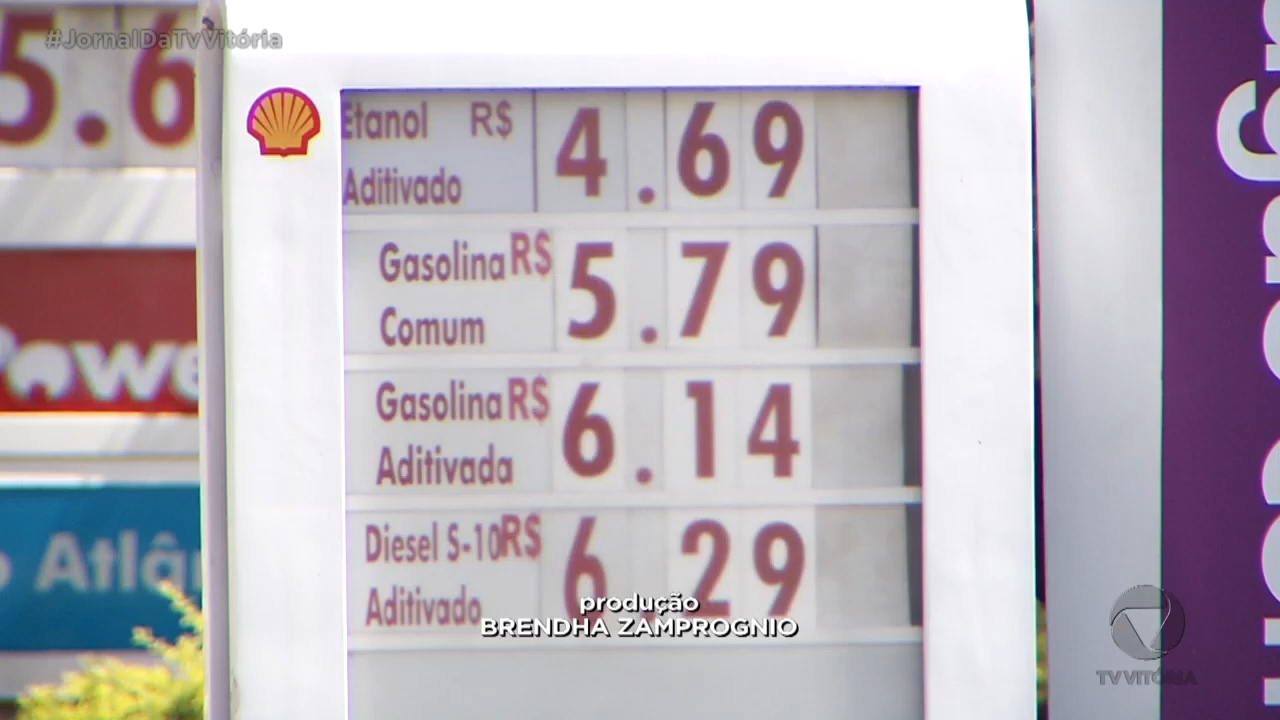 #JornalDaTvVitória
5.6
Etanol R$ 4.69
Aditivado
Gasolina R$ 5.79
Comum
Gasolina R$ 6.14
Aditivada
Diesel S-10 R$ 6.29
Aditivado
produção
BRENDHA ZAMPROGNIO
TV VITÓRIA